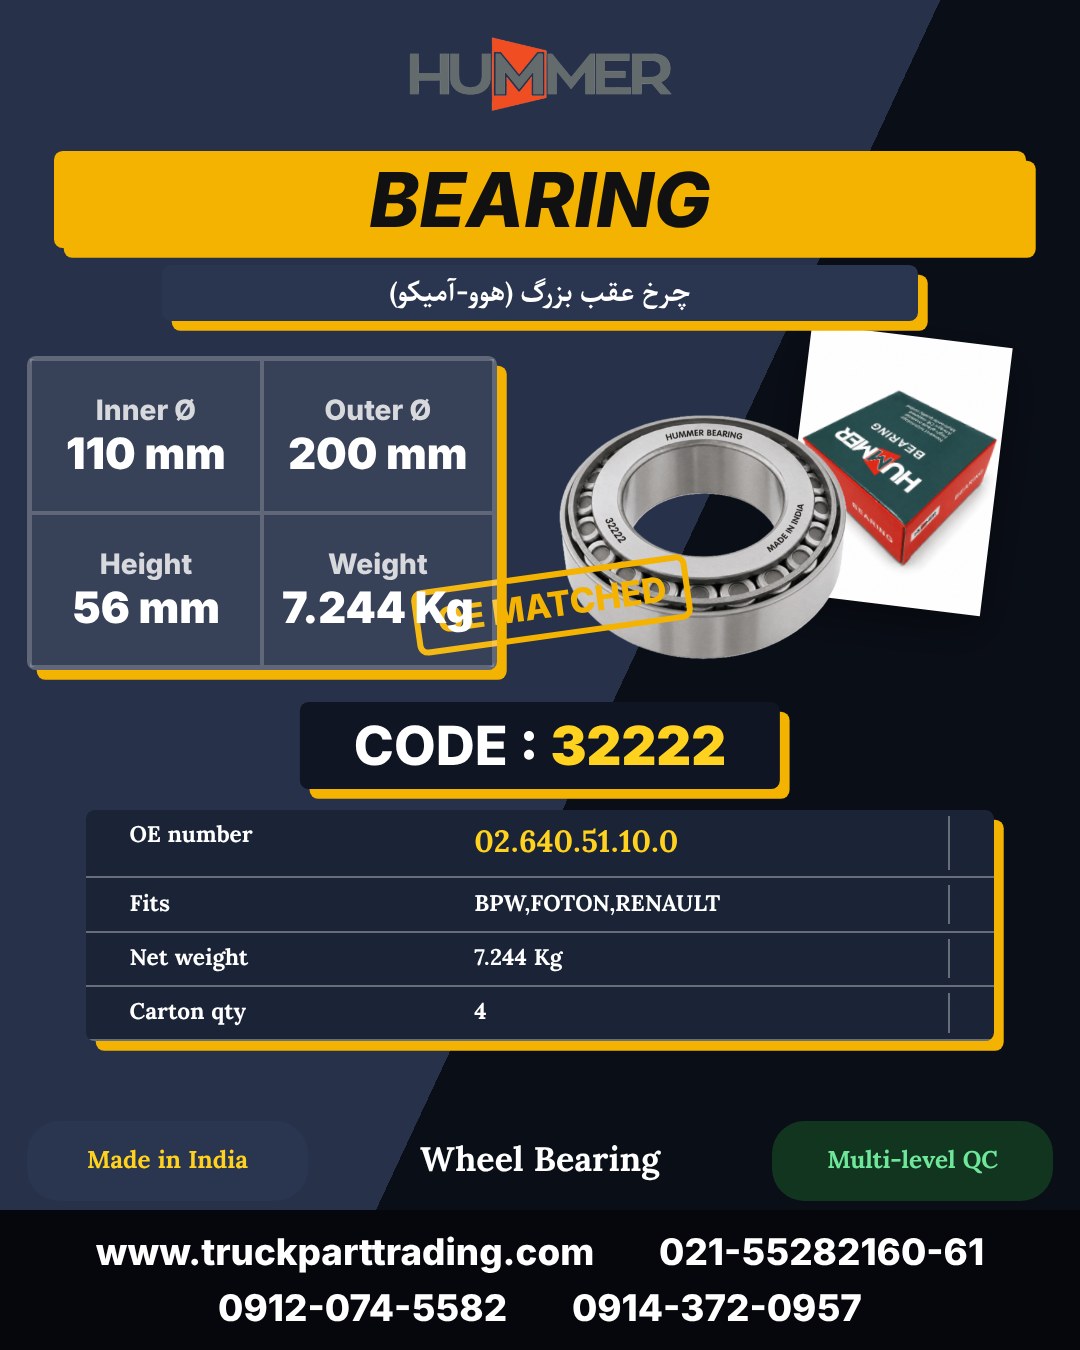 HUMMER
BEARING
چرخ عقب بزرگ (هوو-آمیکو)
Inner Ø
110 mm
Outer Ø
200 mm
Height
56 mm
Weight
7.244 Kg
OE MATCHED
HUMMER BEARING
32222
MADE IN INDIA
HUMMER
BEARING
BEARING
BEARING
CODE : 32222
OE number 02.640.51.10.0
Fits BPW,FOTON,RENAULT
Net weight 7.244 Kg
Carton qty 4
Made in India
Wheel Bearing
Multi-level QC
www.truckparttrading.com 021-55282160-61
0912-074-5582 0914-372-0957